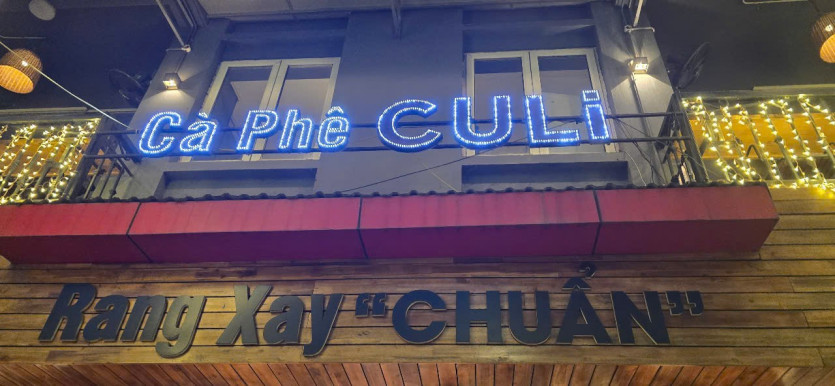 Cà Phê CULi
Rang Xay “CHUẨN”